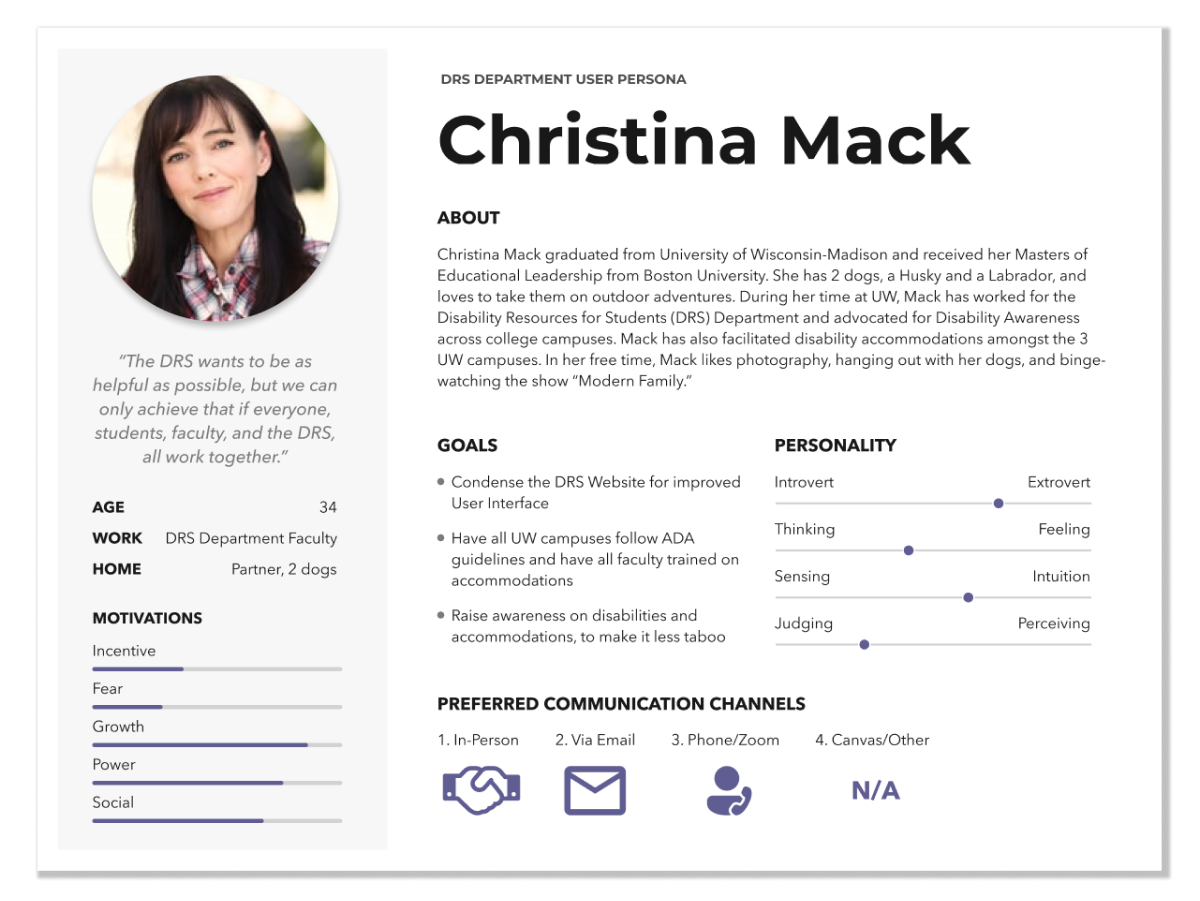 DRS DEPARTMENT USER PERSONA
Christina Mack
ABOUT
Christina Mack graduated from University of Wisconsin-Madison and received her Masters of
Educational Leadership from Boston University. She has 2 dogs, a Husky and a Labrador, and
loves to take them on outdoor adventures. During her time at UW, Mack has worked for the
Disability Resources for Students (DRS) Department and advocated for Disability Awareness
across college campuses. Mack has also facilitated disability accommodations amongst the 3
UW campuses. In her free time, Mack likes photography, hanging out with her dogs, and binge-
watching the show “Modern Family.”
“The DRS wants to be as
helpful as possible, but we can
only achieve that if everyone,
students, faculty, and the DRS,
all work together.”
AGE 34
WORK DRS Department Faculty
HOME Partner, 2 dogs
MOTIVATIONS
Incentive
Fear
Growth
Power
Social
GOALS
Condense the DRS Website for improved
User Interface
Have all UW campuses follow ADA
guidelines and have all faculty trained on
accommodations
Raise awareness on disabilities and
accommodations, to make it less taboo
PERSONALITY
Introvert Extrovert
Thinking Feeling
Sensing Intuition
Judging Perceiving
PREFERRED COMMUNICATION CHANNELS
1. In-Person 2. Via Email 3. Phone/Zoom 4. Canvas/Other
N/A